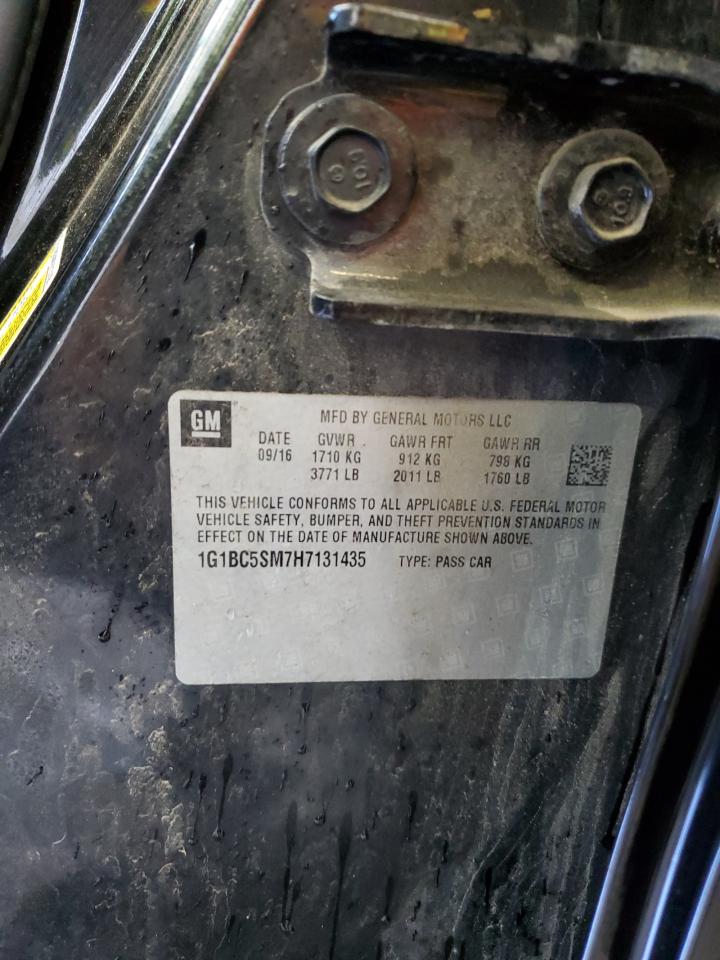 GM
MFD BY GENERAL MOTORS LLC
DATE GVWR GAWR FRT GAWR RR
09/16 1710 KG 912 KG 798 KG
3771 LB 2011 LB 1760 LB
THIS VEHICLE CONFORMS TO ALL APPLICABLE U.S. FEDERAL MOTOR
VEHICLE SAFETY, BUMPER, AND THEFT PREVENTION STANDARDS IN
EFFECT ON THE DATE OF MANUFACTURE SHOWN ABOVE.
1G1BC5SM7H7131435 TYPE: PASS CAR